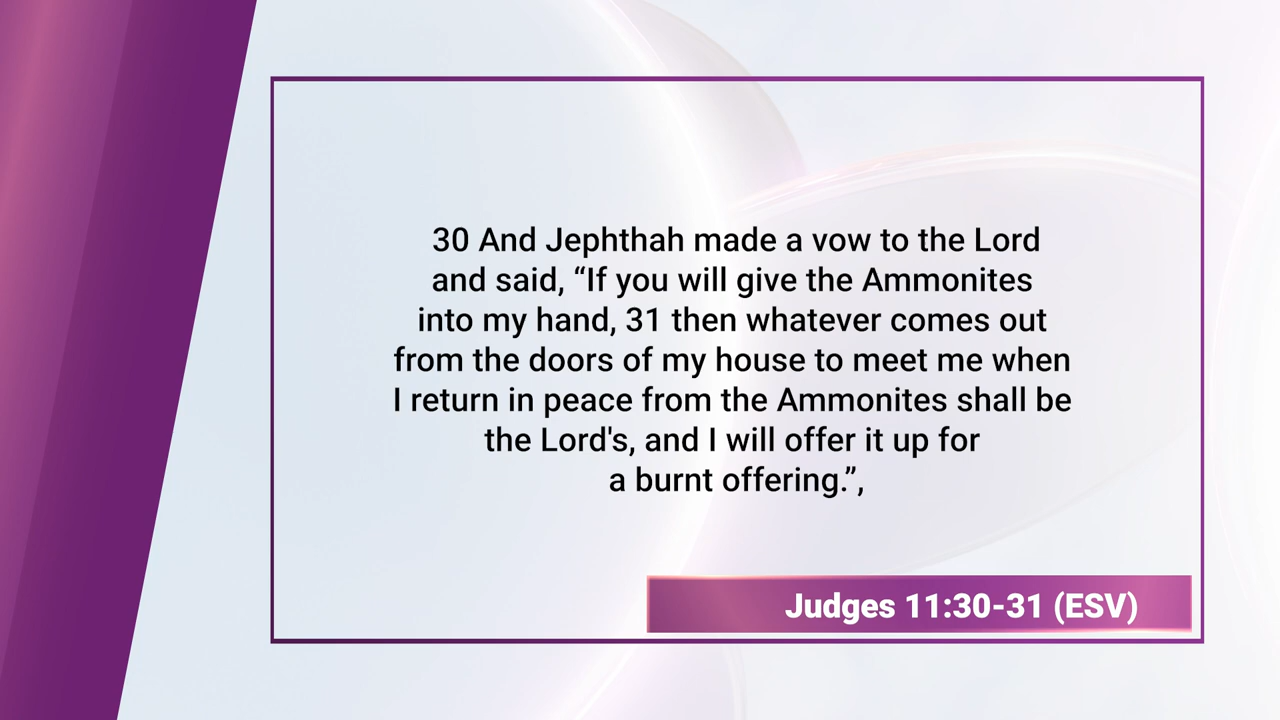 30 And Jephthah made a vow to the Lord
and said, “If you will give the Ammonites
into my hand, 31 then whatever comes out
from the doors of my house to meet me when
I return in peace from the Ammonites shall be
the Lord's, and I will offer it up for
a burnt offering.”,
Judges 11:30-31 (ESV)